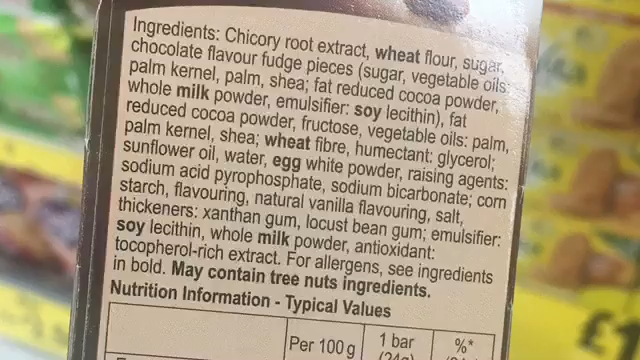 Ingredients: Chicory root extract, wheat flour, sugar,
chocolate flavour fudge pieces (sugar, vegetable oils:
palm kernel, palm, shea; fat reduced cocoa powder,
whole milk powder, emulsifier: soy lecithin), fat
reduced cocoa powder, fructose, vegetable oils: palm,
palm kernel, shea; wheat fibre, humectant: glycerol;
sunflower oil, water, egg white powder, raising agents:
sodium acid pyrophosphate, sodium bicarbonate; corn
starch, flavouring, natural vanilla flavouring, salt,
thickeners: xanthan gum, locust bean gum; emulsifier:
soy lecithin, whole milk powder, antioxidant:
tocopherol-rich extract. For allergens, see ingredients
in bold. May contain tree nuts ingredients.
Nutrition Information - Typical Values
Per 100g 1 bar %*
(24g)
£1